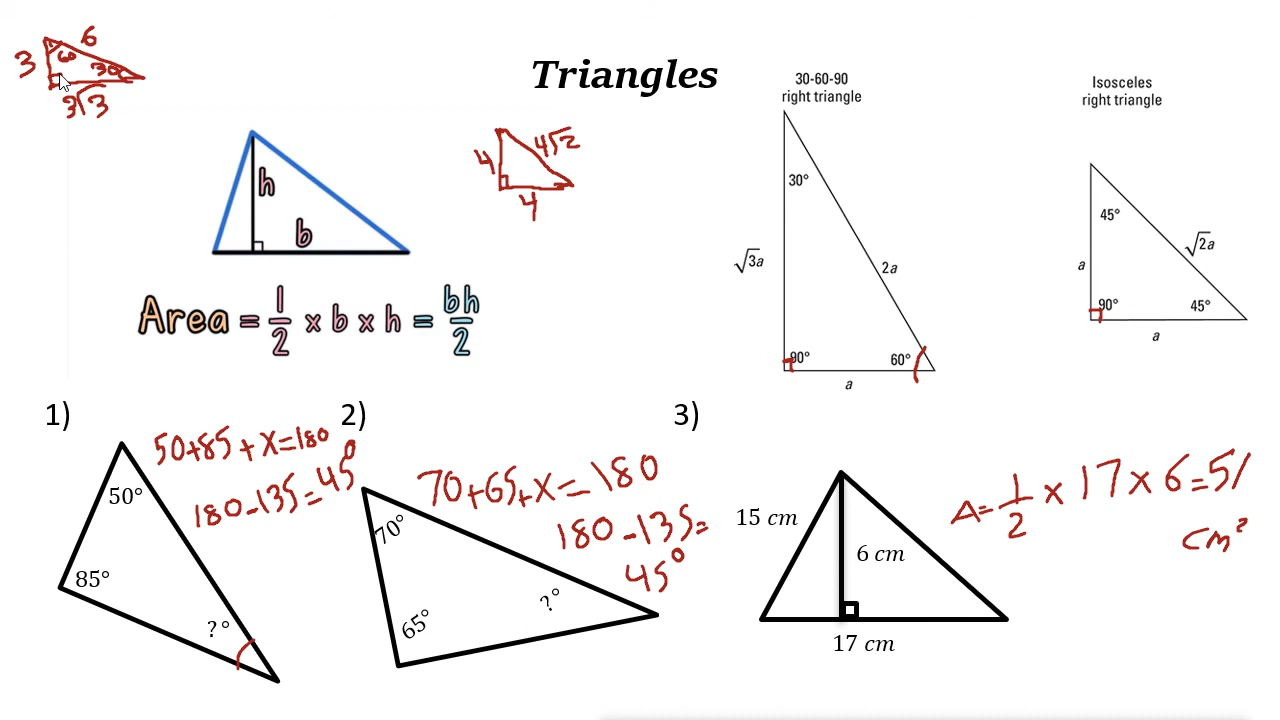 3
6
60
30
3√3
Triangles
30-60-90
right triangle
Isosceles
right triangle
h
b
4
4√2
4
30°
√3a
2a
90°
60°
a
45°
√2a
a
90°
45°
a
Area = 1/2 × b × h = bh/2
1)
50+85+x=180
180-135=45°
50°
85°
?°
2)
70+65+x=180
180-135=
45°
70°
65°
?°
3)
A=1/2 × 17 × 6=51
cm²
15 cm
6 cm
17 cm